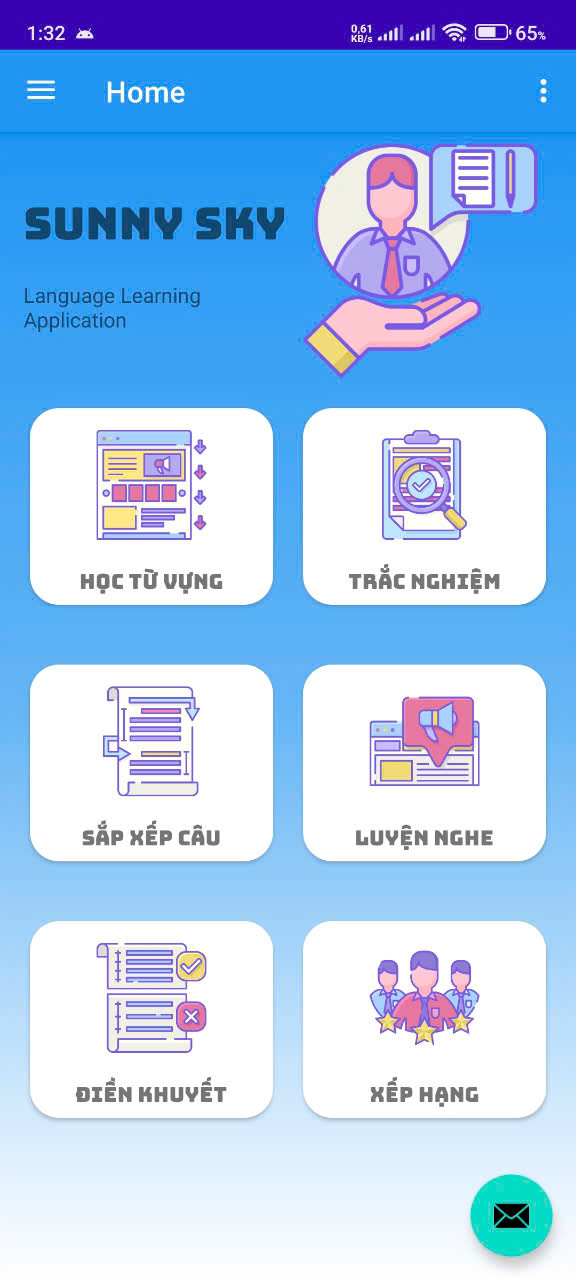 1:32
0,61
KB/s
65%
Home
SUNNY SKY
Language Learning
Application
HỌC TỪ VỰNG
TRẮC NGHIỆM
SẮP XẾP CÂU
LUYỆN NGHE
ĐIỀN KHUYẾT
XẾP HẠNG